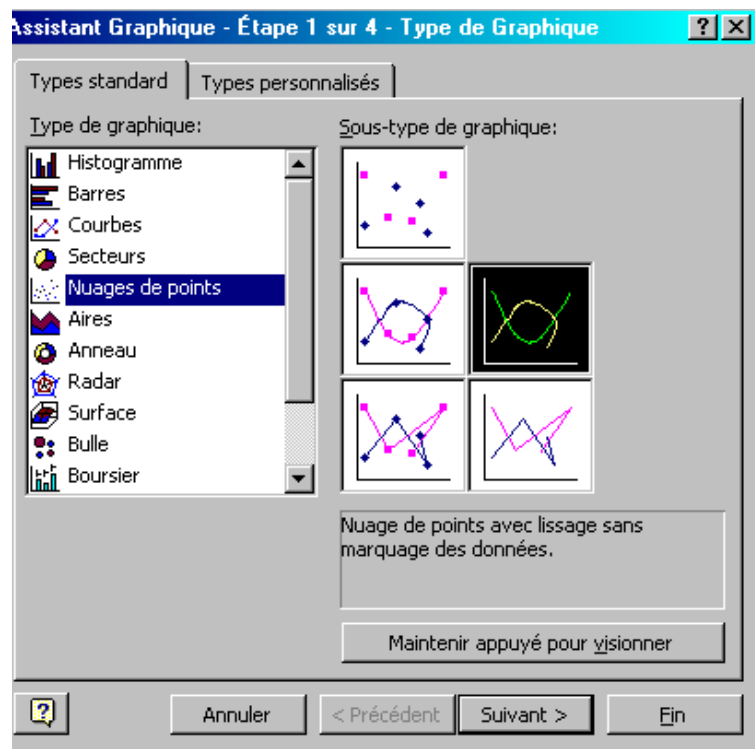 Assistant Graphique - Étape 1 sur 4 - Type de Graphique
Types standard
Types personnalisés
Type de graphique:
Histogramme
Barres
Courbes
Secteurs
Nuages de points
Aires
Anneau
Radar
Surface
Bulle
Boursier
Sous-type de graphique:
Nuage de points avec lissage sans
marquage des données.
Maintenir appuyé pour visionner
Annuler
< Précédent
Suivant >
Fin